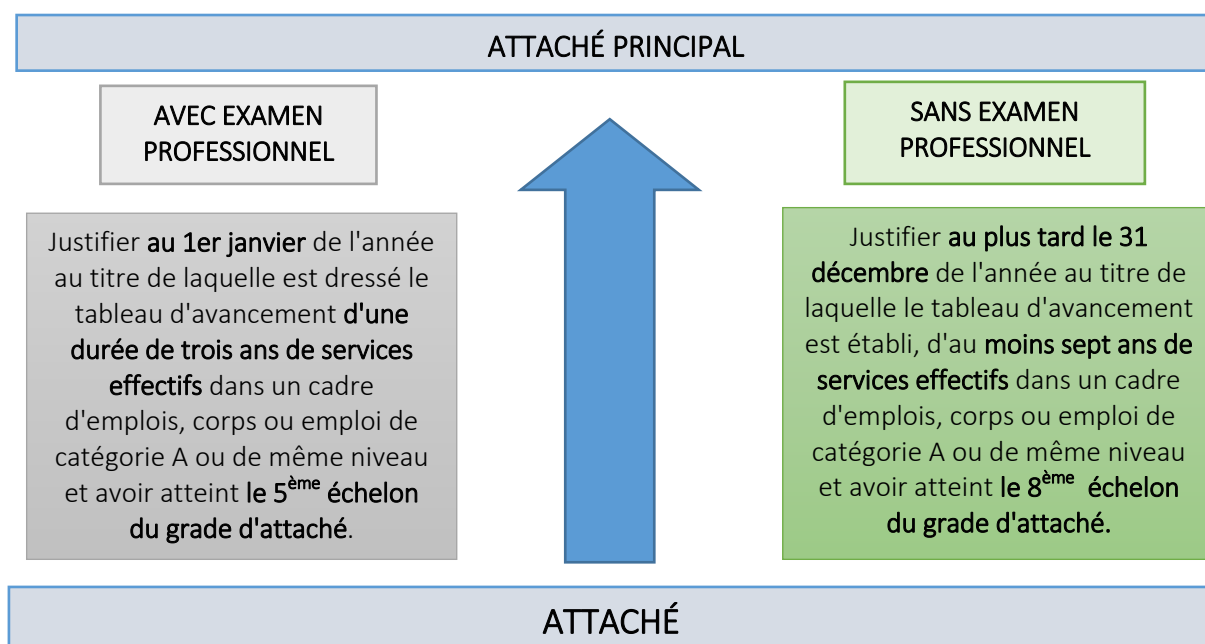 ATTACHÉ PRINCIPAL
AVEC EXAMEN
PROFESSIONNEL
Justifier au 1er janvier de l'année
au titre de laquelle est dressé le
tableau d'avancement d'une
durée de trois ans de services
effectifs dans un cadre
d'emplois, corps ou emploi de
catégorie A ou de même niveau
et avoir atteint le 5ème échelon
du grade d'attaché.
SANS EXAMEN
PROFESSIONNEL
Justifier au plus tard le 31
décembre de l'année au titre de
laquelle le tableau d'avancement
est établi, d'au moins sept ans de
services effectifs dans un cadre
d'emplois, corps ou emploi de
catégorie A ou de même niveau
et avoir atteint le 8ème échelon
du grade d'attaché.
ATTACHÉ